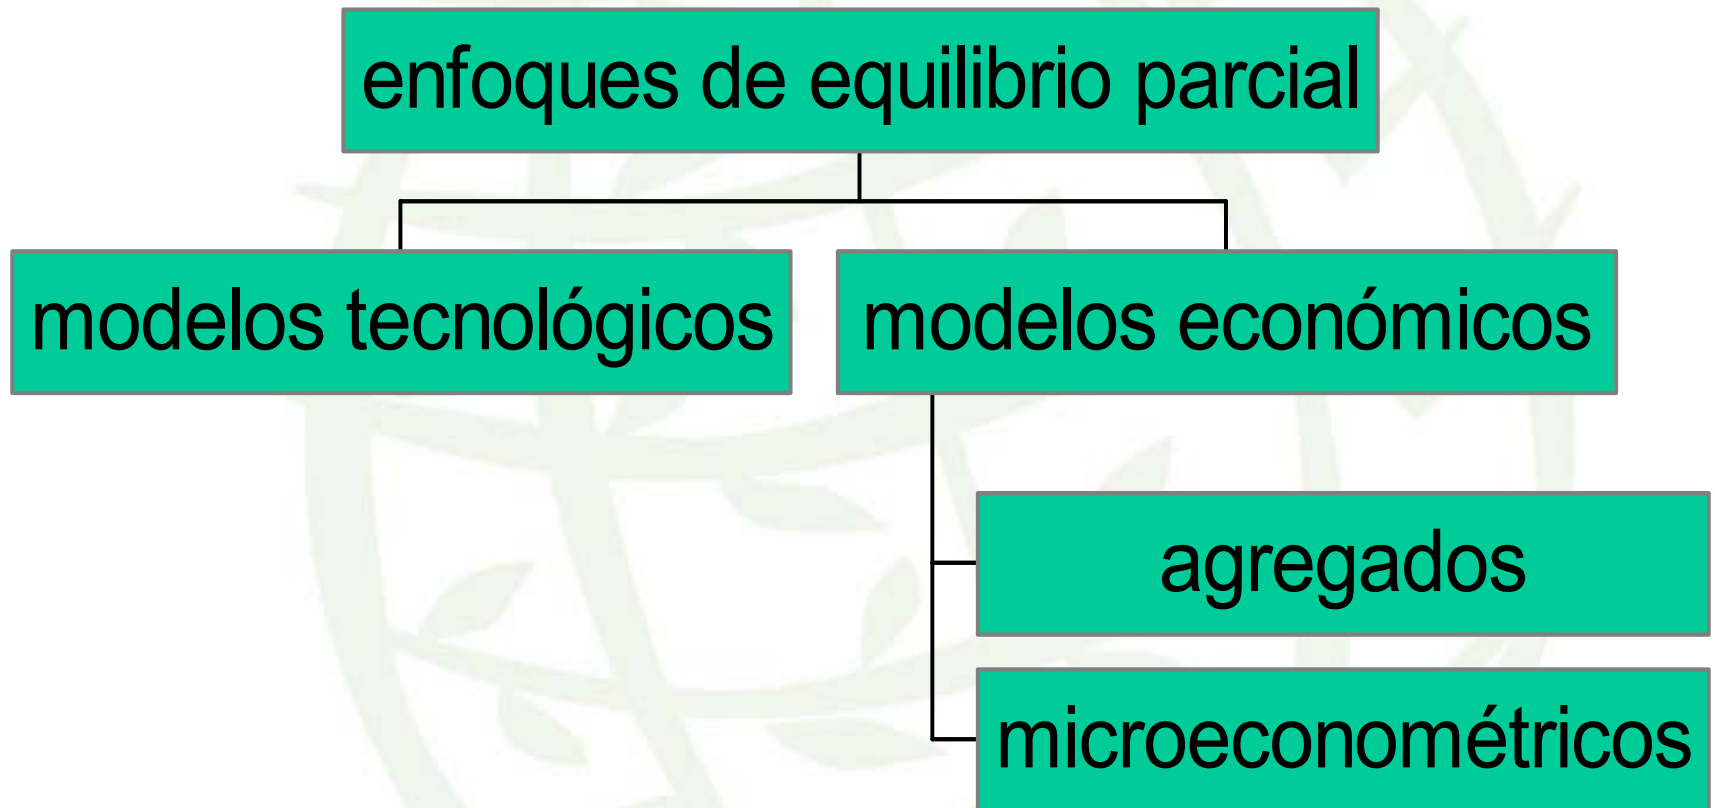 enfoques de equilibrio parcial
modelos tecnológicos
modelos económicos
agregados
microeconométricos